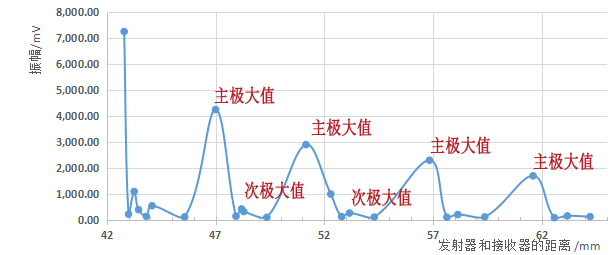 8,000.00
7,000.00
6,000.00
5,000.00
4,000.00
3,000.00
2,000.00
1,000.00
0.00
振幅/mV
主极大值
主极大值
主极大值
主极大值
次极大值
次极大值
42
47
52
57
62
发射器和接收器的距离/mm